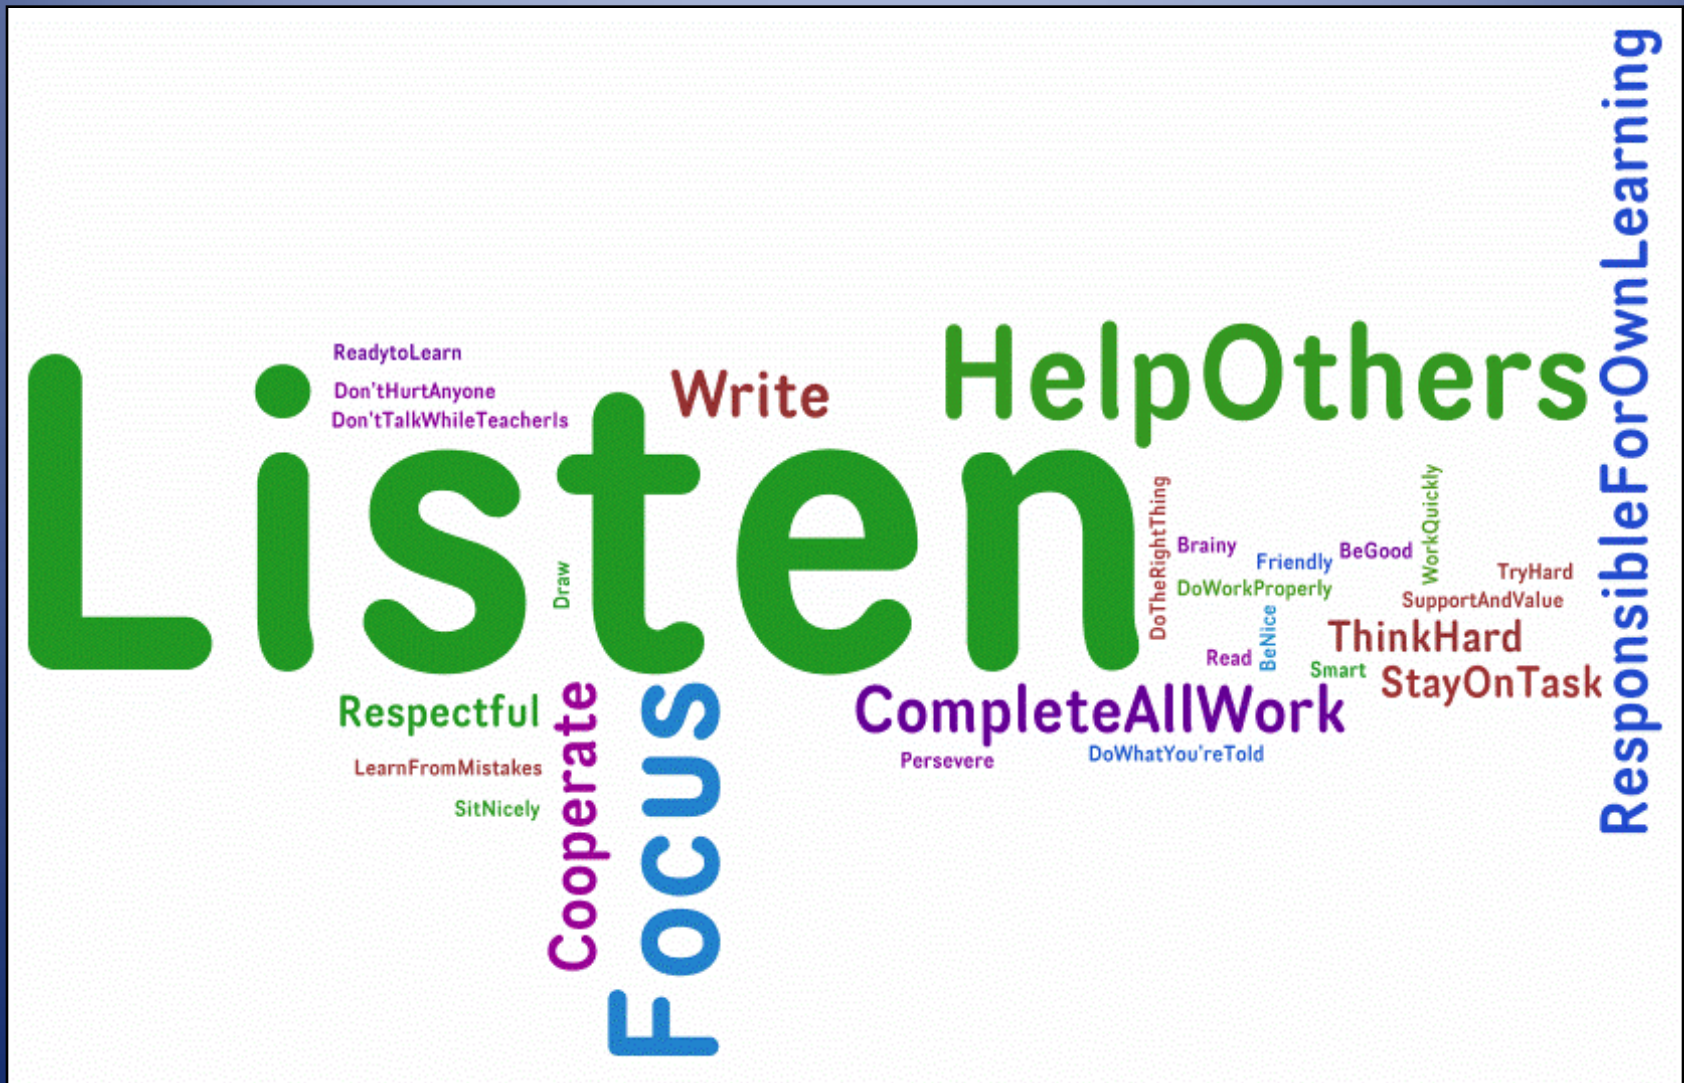 ResponsibleForOwnLearning
HelpOthers
ReadytoLearn
Don'tHurtAnyone
Don'tTalkWhileTeacherIs
Write
Listen
Draw
DoTheRightThing
Brainy
Friendly
BeGood
WorkQuickly
DoWorkProperly
TryHard
SupportAndValue
BeNice
Read
ThinkHard
Smart
StayOnTask
Respectful
Cooperate
Focus
CompleteAllWork
Persevere
DoWhatYou'reTold
LearnFromMistakes
SitNicely